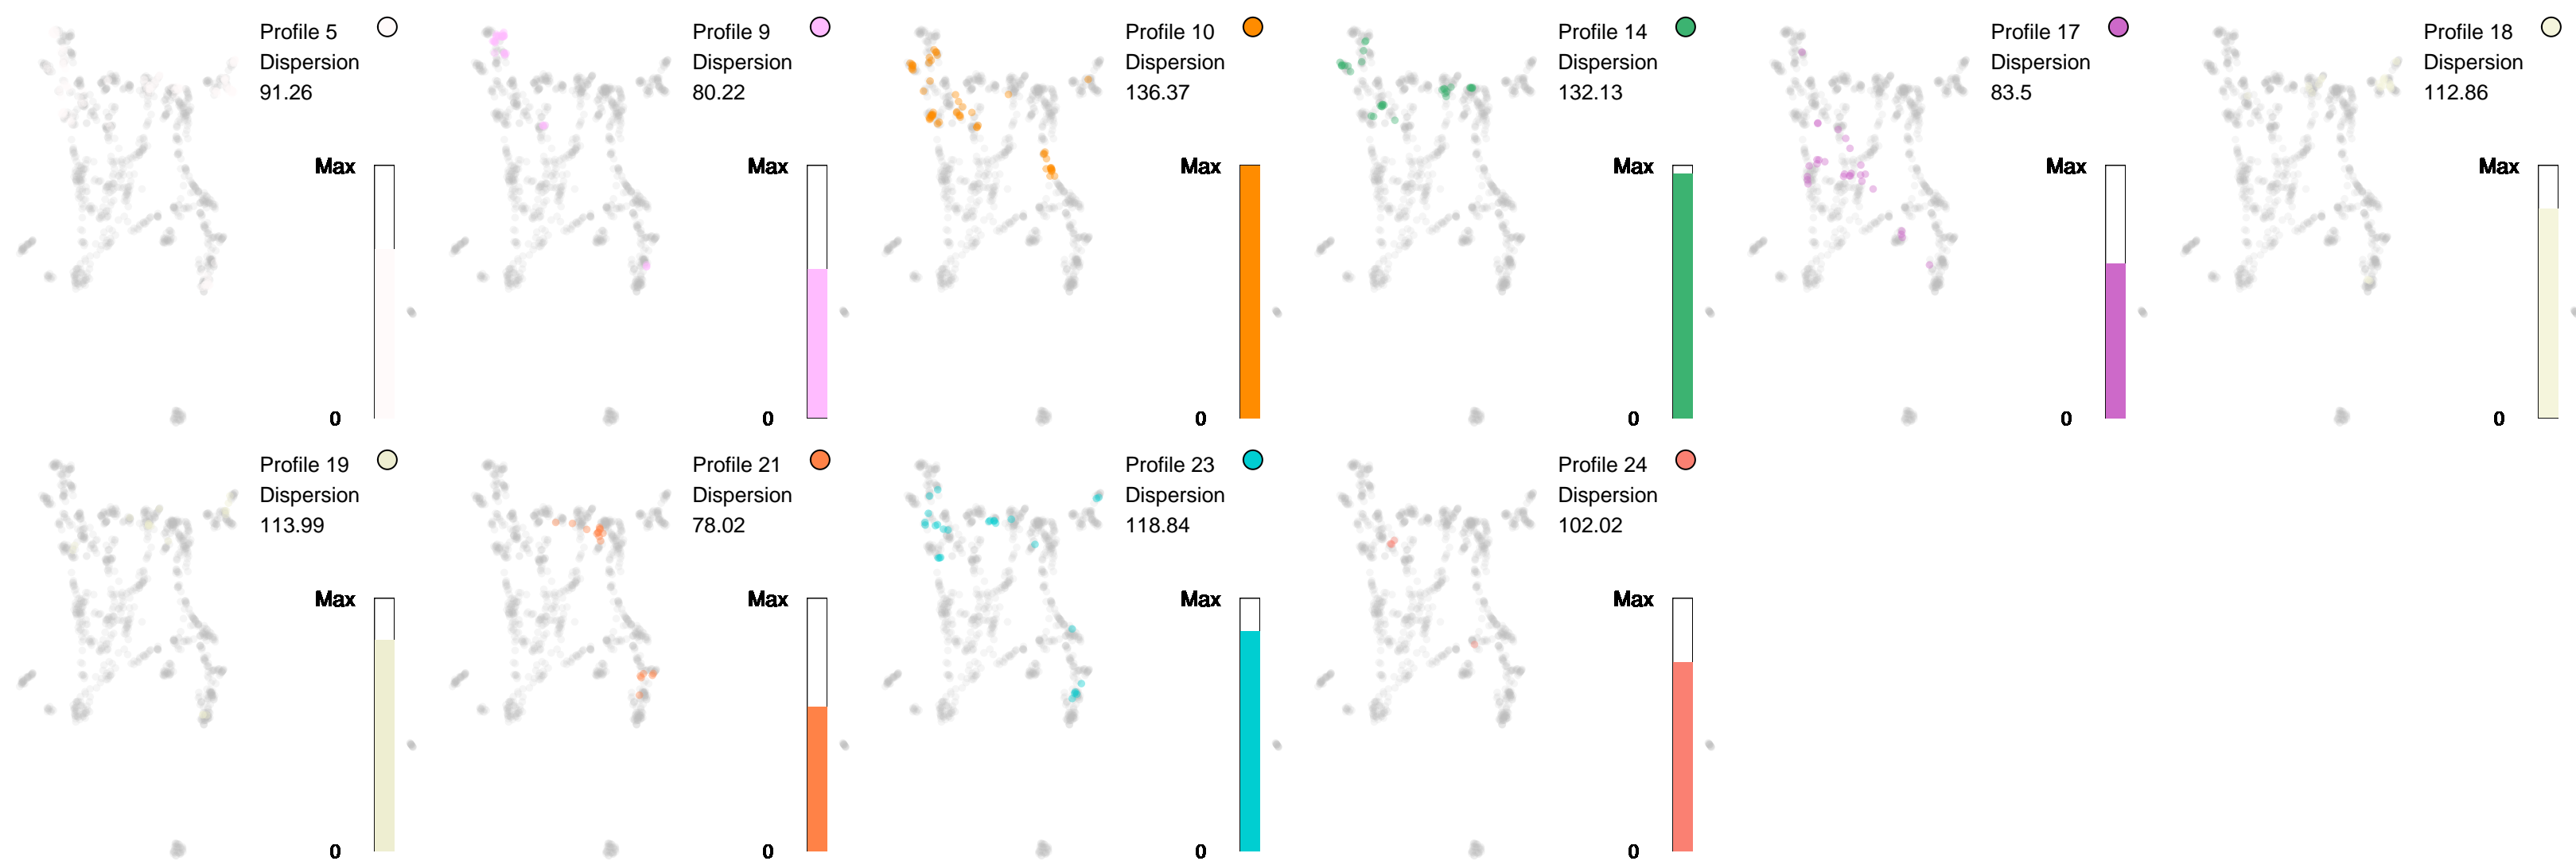 Profile 5
Dispersion
91.26
Max
0
Profile 9
Dispersion
80.22
Max
0
Profile 10
Dispersion
136.37
Max
0
Profile 14
Dispersion
132.13
Max
0
Profile 17
Dispersion
83.5
Max
0
Profile 18
Dispersion
112.86
Max
0
Profile 19
Dispersion
113.99
Max
0
Profile 21
Dispersion
78.02
Max
0
Profile 23
Dispersion
118.84
Max
0
Profile 24
Dispersion
102.02
Max
0